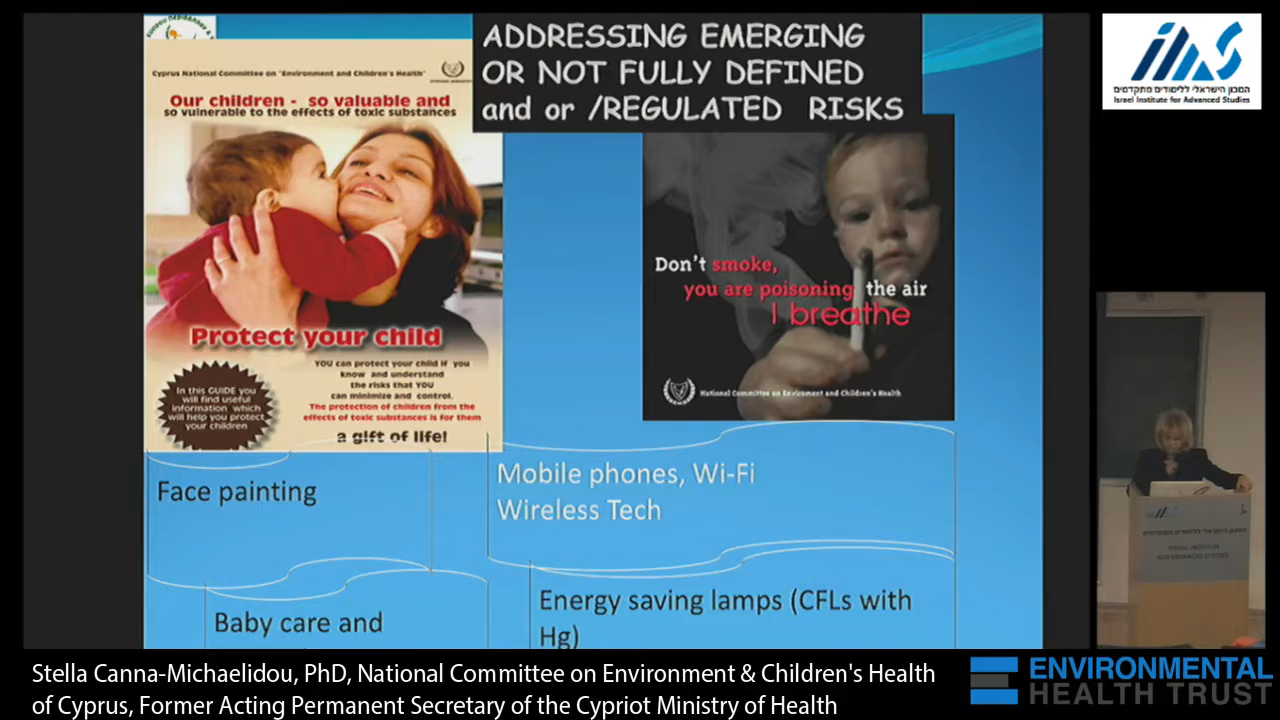 ADDRESSING EMERGING
OR NOT FULLY DEFINED
and or /REGULATED RISKS
Cyprus National Committee on "Environment and Children's Health"
Our children - so valuable and
so vulnerable to the effects of toxic substances
Protect your child
In this GUIDE you
will find useful
information which
will help you protect
your children
YOU can protect your child if you
know and understand
the risks that YOU
can minimize and control.
The protection of children from the
effects of toxic substances is for them
a gift of life!
Don't smoke,
you are poisoning the air
I breathe
National Committee on Enviroment and Children's Health
Face painting
Mobile phones, Wi-Fi
Wireless Tech
Baby care and
Energy saving lamps (CFLs with
Hg)
המכון הישראלי ללימודים מתקדמים
Israel Institute for Advanced Studies
Stella Canna-Michaelidou, PhD, National Committee on Environment & Children's Health
of Cyprus, Former Acting Permanent Secretary of the Cypriot Ministry of Health
ENVIRONMENTAL
HEALTH TRUST